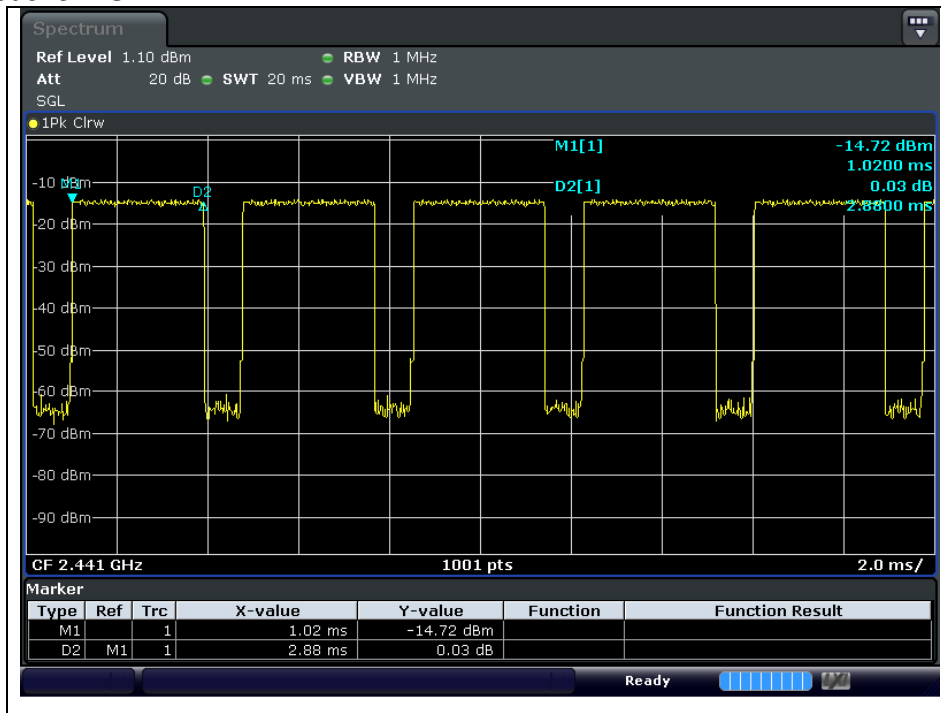 Spectrum
Ref Level 1.10 dBm RBW 1 MHz
Att 20 dB SWT 20 ms VBW 1 MHz
SGL
1Pk Clrw
M1[1] -14.72 dBm
1.0200 ms
D2[1] 0.03 dB
2.8800 ms
M1
D2
-10 dBm
-20 dBm
-30 dBm
-40 dBm
-50 dBm
-60 dBm
-70 dBm
-80 dBm
-90 dBm
CF 2.441 GHz 1001 pts 2.0 ms/
Marker
Type Ref Trc X-value Y-value Function Function Result
M1 1 1.02 ms -14.72 dBm
D2 M1 1 2.88 ms 0.03 dB
Ready